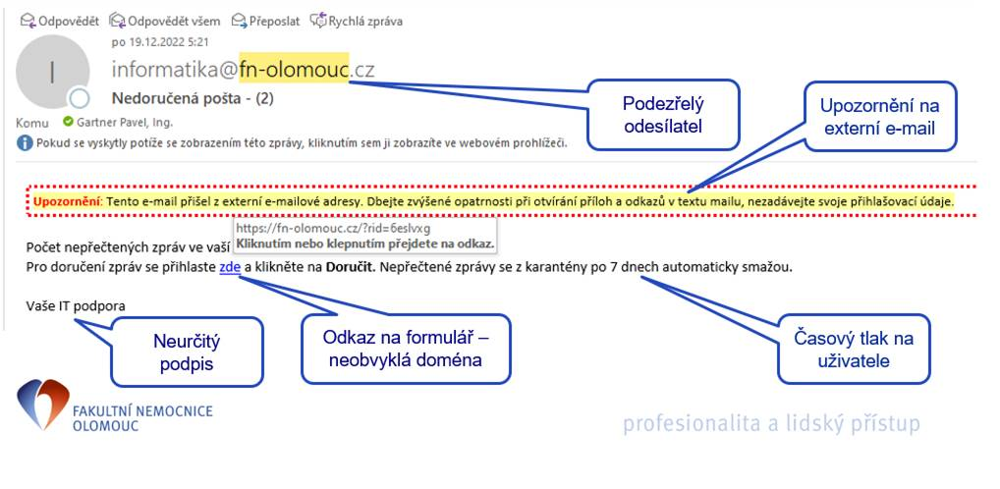 Odpovědět Odpovědět všem Přeposlat Rychlá zpráva
po 19.12.2022 5:21
I
informatika@fn-olomouc.cz
Nedoručená pošta - (2)
Komu Gartner Pavel, Ing.
Pokud se vyskytly potíže se zobrazením této zprávy, kliknutím sem ji zobrazíte ve webovém prohlížeči.
Podezřelý
odesílatel
Upozornění na
externí e-mail
Upozornění: Tento e-mail přišel z externí e-mailové adresy. Dbejte zvýšené opatrnosti při otvírání příloh a odkazů v textu mailu, nezadávejte svoje přihlašovací údaje.
https://fn-olomouc.cz/?rid=6eslvxg
Kliknutím nebo klepnutím přejdete na odkaz.
Počet nepřečtených zpráv ve vaší
Pro doručení zpráv se přihlaste zde a klikněte na Doručit. Nepřečtené zprávy se z karantény po 7 dnech automaticky smažou.
Vaše IT podpora
Neurčitý
podpis
Odkaz na formulář –
neobvyklá doména
Časový tlak na
uživatele
FAKULTNÍ NEMOCNICE
OLOMOUC
profesionalita a lidský přístup